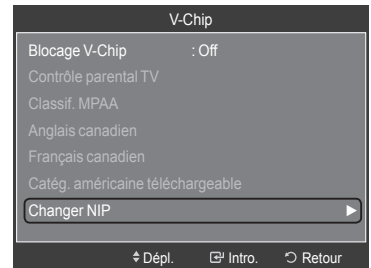 V-Chip
Blocage V-Chip : Off
Contrôle parental TV
Classif. MPAA
Anglais canadien
Français canadien
Catég. américaine téléchargeable
Changer NIP
Dépl. Intro. Retour